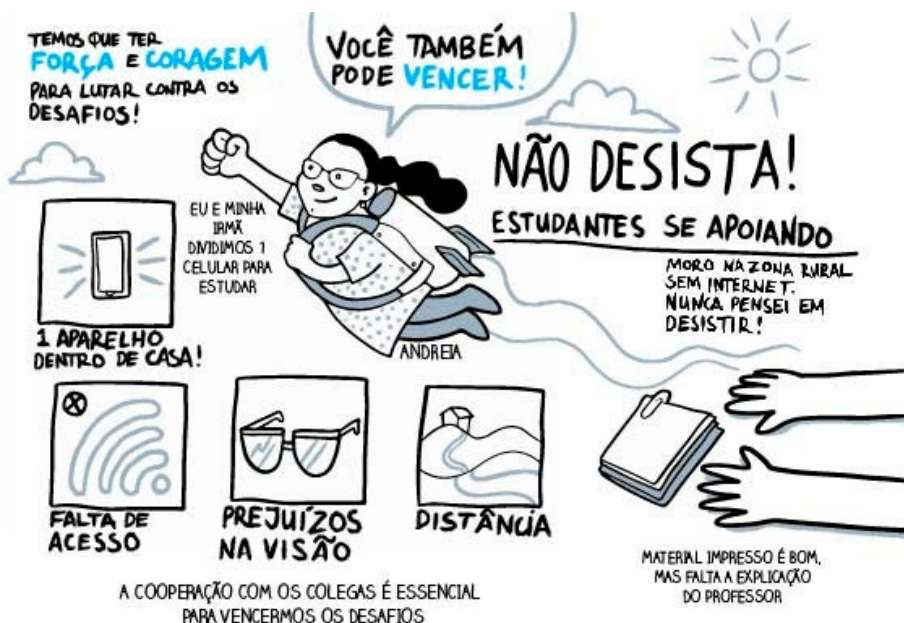 TEMOS QUE TER
FORÇA E CORAGEM
PARA LUTAR CONTRA OS
DESAFIOS!
VOCÊ TAMBÉM
PODE VENCER!
NÃO DESISTA!
ESTUDANTES SE APOIANDO
EU E MINHA
IRMÃ
DIVIDIMOS 1
CELULAR PARA
ESTUDAR
ANDREIA
MORO NA ZONA RURAL
SEM INTERNET.
NUNCA PENSEI EM
DESISTIR!
1 APARELHO
DENTRO DE CASA!
FALTA DE
ACESSO
PREJUÍZOS
NA VISÃO
DISTÂNCIA
MATERIAL IMPRESSO É BOM,
MAS FALTA A EXPLICAÇÃO
DO PROFESSOR
A COOPERAÇÃO COM OS COLEGAS É ESSENCIAL
PARA VENCERMOS OS DESAFIOS